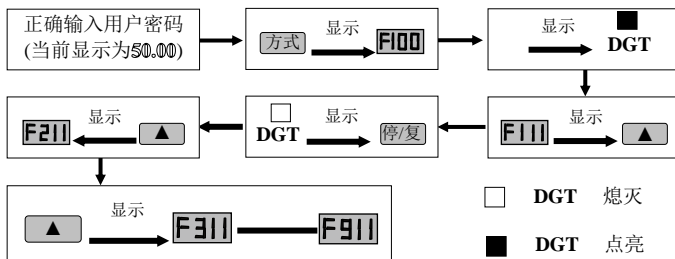 正确输入用户密码
(当前显示为50.00)
方式 显示 F100
显示 DGT
F211 显示 ▲
DGT 显示 停/复
F111 显示 ▲
▲ 显示 F311 F911
DGT 熄灭
DGT 点亮